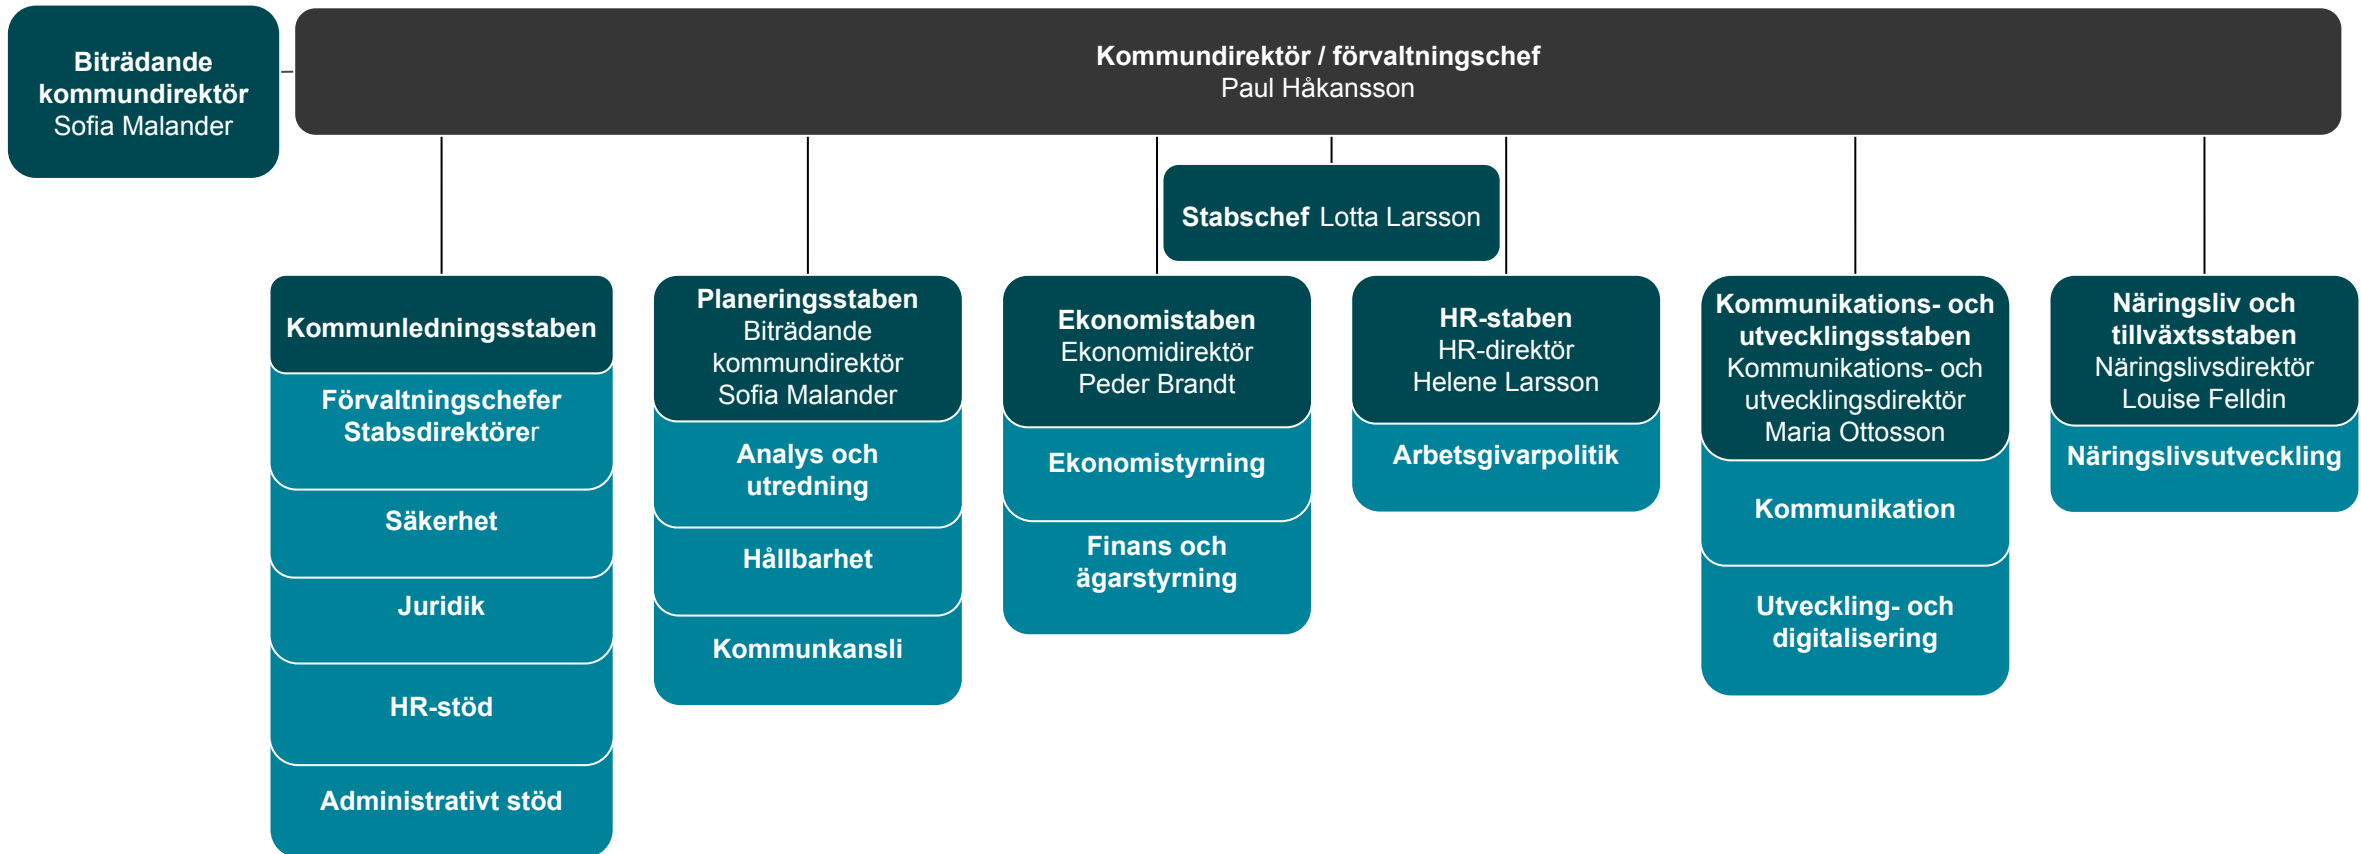 Biträdande
kommundirektör
Sofia Malander
Kommundirektör / förvaltningschef
Paul Håkansson
Stabschef Lotta Larsson
Kommunledningsstaben
Förvaltningschefer
Stabsdirektörer
Säkerhet
Juridik
HR-stöd
Administrativt stöd
Planeringsstaben
Biträdande
kommundirektör
Sofia Malander
Analys och
utredning
Hållbarhet
Kommunkansli
Ekonomistaben
Ekonomidirektör
Peder Brandt
Ekonomistyrning
Finans och
ägarstyrning
HR-staben
HR-direktör
Helene Larsson
Arbetsgivarpolitik
Kommunikations- och
utvecklingsstaben
Kommunikations- och
utvecklingsdirektör
Maria Ottosson
Kommunikation
Utveckling- och
digitalisering
Näringsliv och
tillväxtsstaben
Näringslivsdirektör
Louise Felldin
Näringslivsutveckling